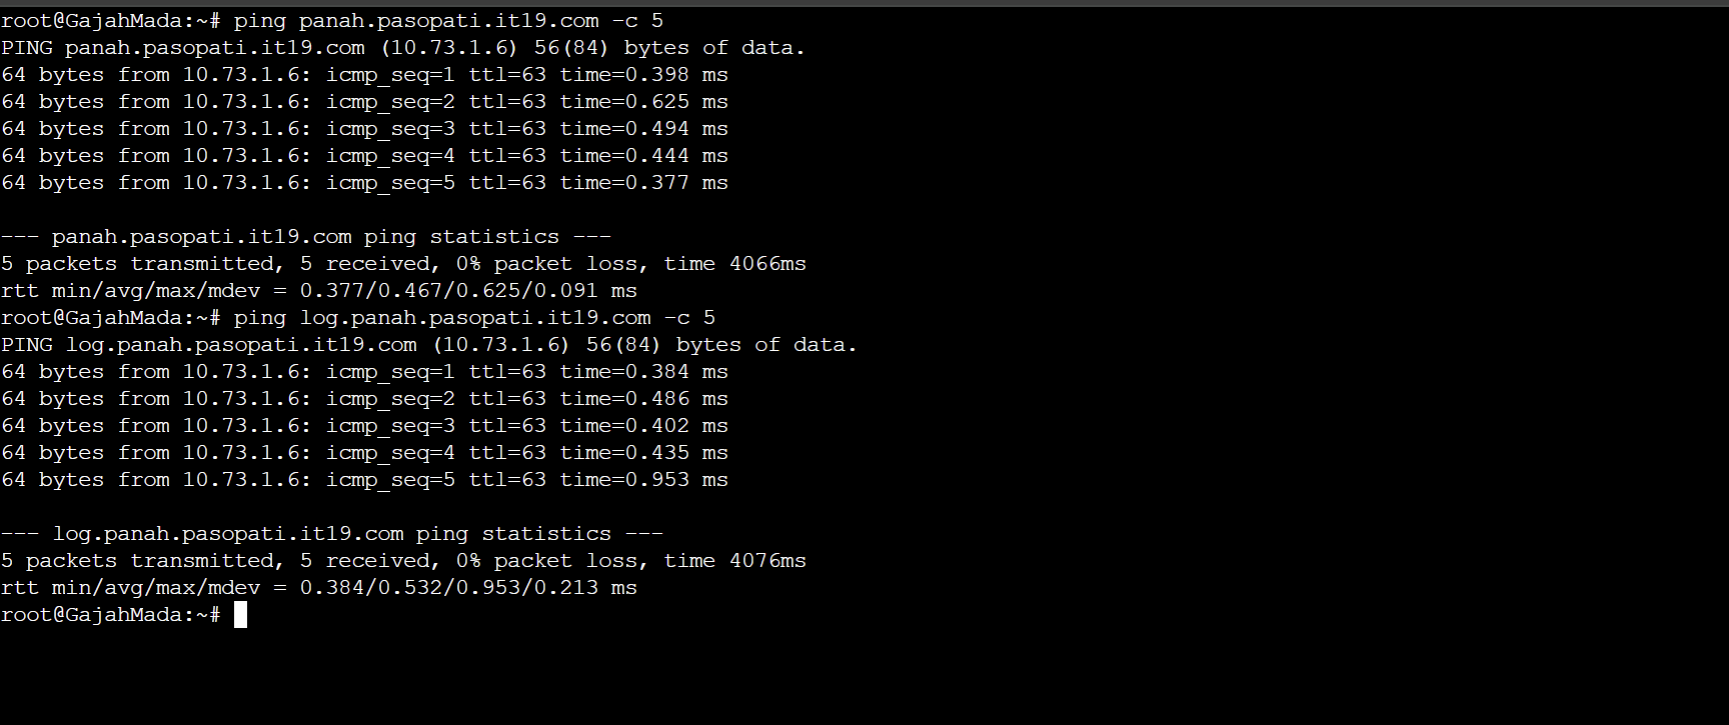 root@GajahMada:~# ping panah.pasopati.it19.com -c 5
PING panah.pasopati.it19.com (10.73.1.6) 56(84) bytes of data.
64 bytes from 10.73.1.6: icmp_seq=1 ttl=63 time=0.398 ms
64 bytes from 10.73.1.6: icmp_seq=2 ttl=63 time=0.625 ms
64 bytes from 10.73.1.6: icmp_seq=3 ttl=63 time=0.494 ms
64 bytes from 10.73.1.6: icmp_seq=4 ttl=63 time=0.444 ms
64 bytes from 10.73.1.6: icmp_seq=5 ttl=63 time=0.377 ms
--- panah.pasopati.it19.com ping statistics ---
5 packets transmitted, 5 received, 0% packet loss, time 4066ms
rtt min/avg/max/mdev = 0.377/0.467/0.625/0.091 ms
root@GajahMada:~# ping log.panah.pasopati.it19.com -c 5
PING log.panah.pasopati.it19.com (10.73.1.6) 56(84) bytes of data.
64 bytes from 10.73.1.6: icmp_seq=1 ttl=63 time=0.384 ms
64 bytes from 10.73.1.6: icmp_seq=2 ttl=63 time=0.486 ms
64 bytes from 10.73.1.6: icmp_seq=3 ttl=63 time=0.402 ms
64 bytes from 10.73.1.6: icmp_seq=4 ttl=63 time=0.435 ms
64 bytes from 10.73.1.6: icmp_seq=5 ttl=63 time=0.953 ms
--- log.panah.pasopati.it19.com ping statistics ---
5 packets transmitted, 5 received, 0% packet loss, time 4076ms
rtt min/avg/max/mdev = 0.384/0.532/0.953/0.213 ms
root@GajahMada:~#